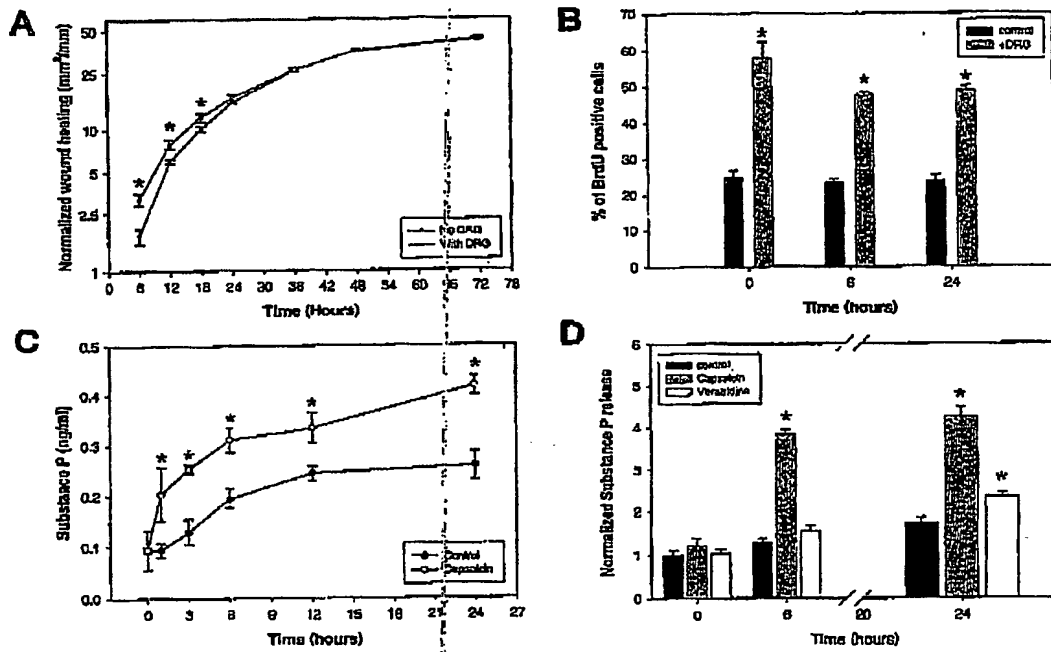 A
Normalized wound healing (mm²/mm)
50
25
10
5
2.5
1
No DRG
With DRG
0 6 12 18 24 30 36 42 48 54 60 66 72 78
Time (Hours)
* * *
B
% of BrdU positive cells
70
60
50
40
30
20
10
0
control
+DRG
* * *
0 6 24
Time (hours)
C
Substance P (ng/ml)
0.5
0.4
0.3
0.2
0.1
0.0
* * * * *
Control
Capsaicin
0 3 6 12 21 24 27
Time (hours)
D
Normalized Substance P release
6
5
4
3
2
1
0
control
Capsaicin
Veratridine
* * *
0 6 20 24
Time (hours)